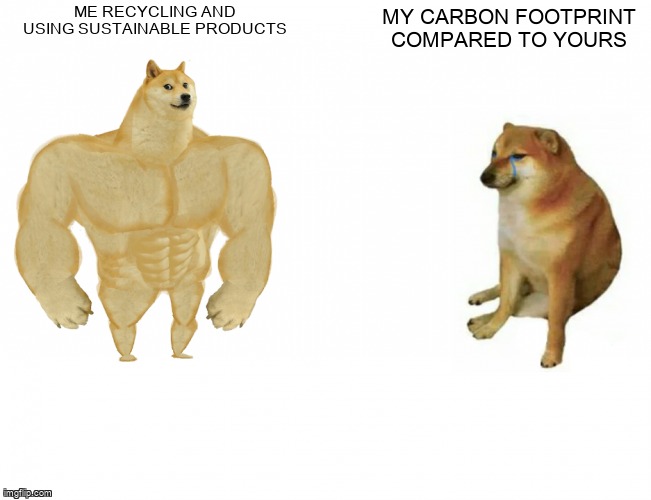 ME RECYCLING AND
USING SUSTAINABLE PRODUCTS
MY CARBON FOOTPRINT
COMPARED TO YOURS
imgflip.com